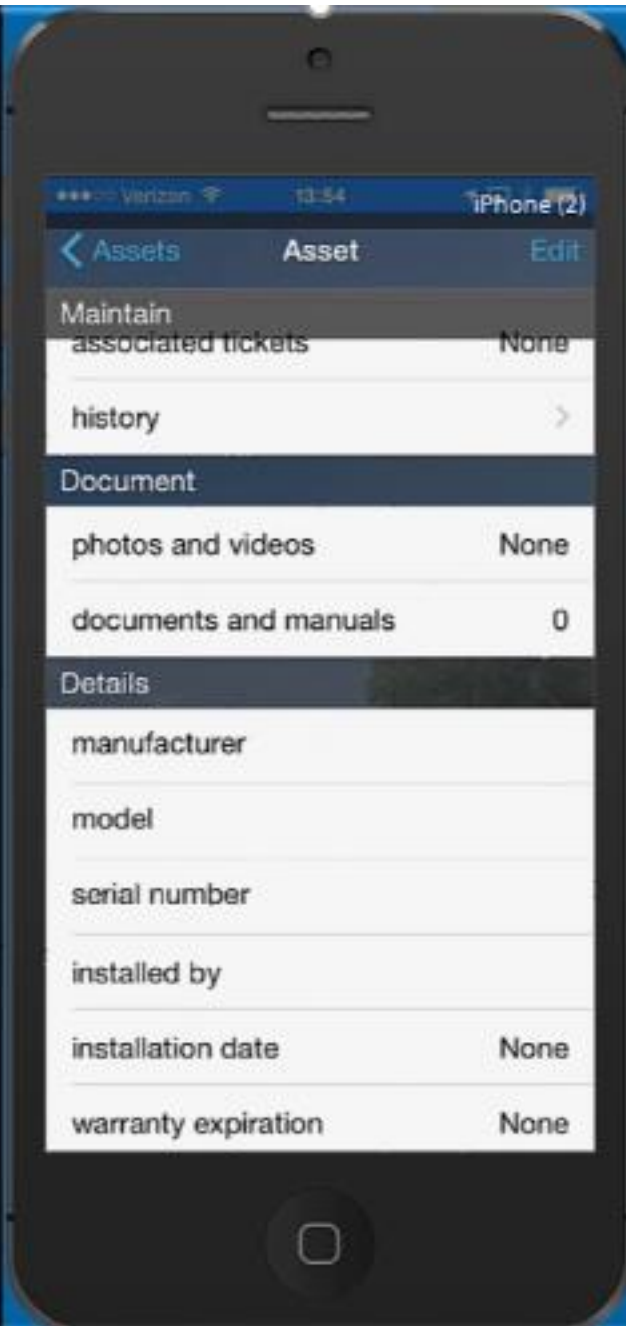 Verizon 13:54
iPhone (2)
Assets Asset Edit
Maintain
associated tickets None
history
Document
photos and videos None
documents and manuals 0
Details
manufacturer
model
serial number
installed by
installation date None
warranty expiration None